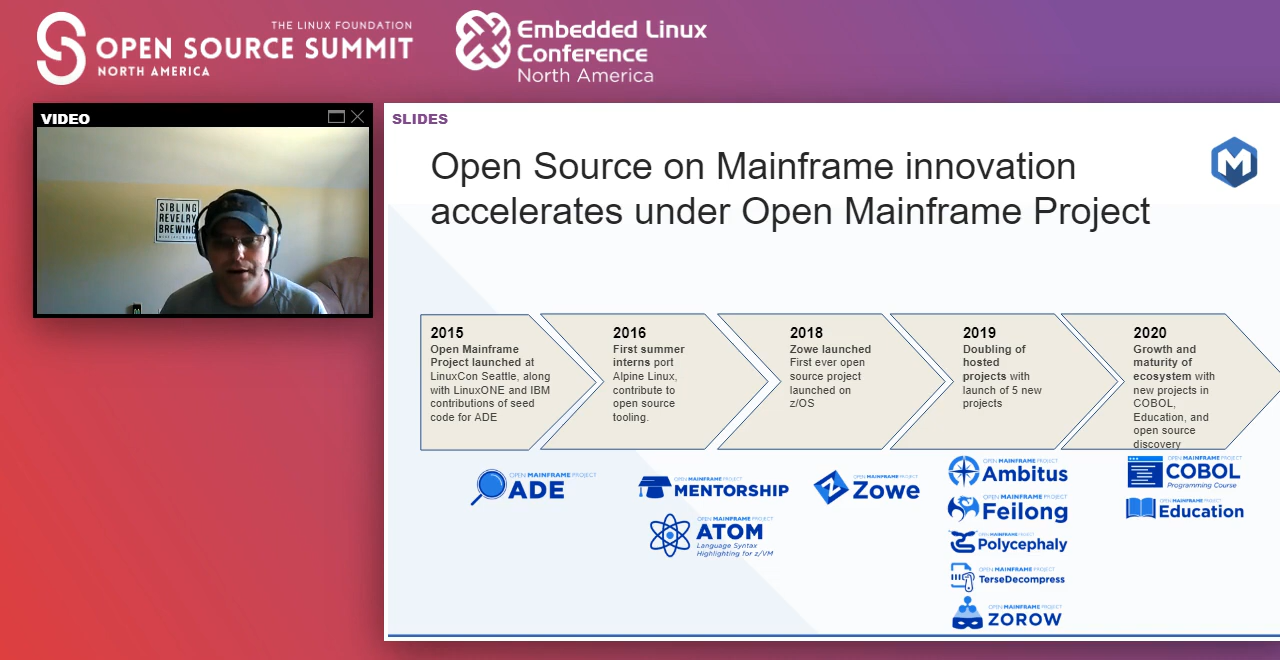 THE LINUX FOUNDATION
OPEN SOURCE SUMMIT
NORTH AMERICA
Embedded Linux
Conference
North America
VIDEO
SIBLING
REVELRY
BREWING
SLIDES
Open Source on Mainframe innovation
accelerates under Open Mainframe Project
M
2015
Open Mainframe
Project launched at
LinuxCon Seattle, along
with LinuxONE and IBM
contributions of seed
code for ADE
2016
First summer
interns port
Alpine Linux,
contribute to
open source
tooling.
2018
Zowe launched
First ever open
source project
launched on
z/OS
2019
Doubling of
hosted
projects with
launch of 5 new
projects
2020
Growth and
maturity of
ecosystem with
new projects in
COBOL,
Education, and
open source
discovery
OPEN MAINFRAME PROJECT
ADE
OPEN MAINFRAME PROJECT
MENTORSHIP
OPEN MAINFRAME PROJECT
ATOM
Language Syntax
Highlighting for z/VM
OPEN MAINFRAME PROJECT
Zowe
OPEN MAINFRAME PROJECT
Ambitus
OPEN MAINFRAME PROJECT
Feilong
OPEN MAINFRAME PROJECT
Polycephaly
OPEN MAINFRAME PROJECT
TerseDecompress
OPEN MAINFRAME PROJECT
ZOROW
OPEN MAINFRAME PROJECT
COBOL
Programming Course
OPEN MAINFRAME PROJECT
Education